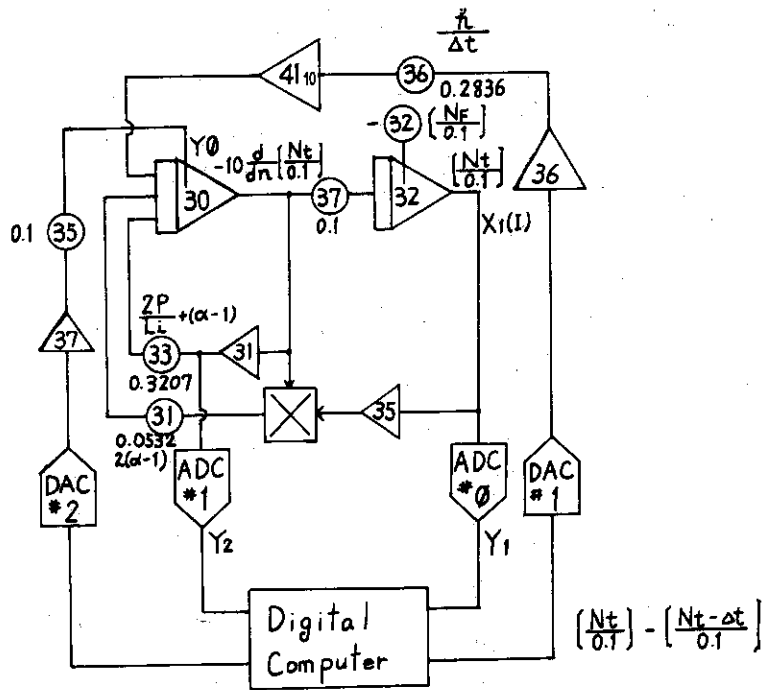 ḧ
Δt
41 10
36
0.2836
- 32 [NF/0.1]
YØ
-10 d/dn [Nt/0.1]
[Nt/0.1]
36
30
37
0.1
32
X1(I)
0.1 35
2P/Li +(α-1)
37
33
31
0.3207
31
35
0.0532
2(α-1)
DAC #2
ADC #1
ADC #Ø
DAC #1
Y2
Y1
Digital
Computer
[Nt/0.1] - [Nt-Δt/0.1]